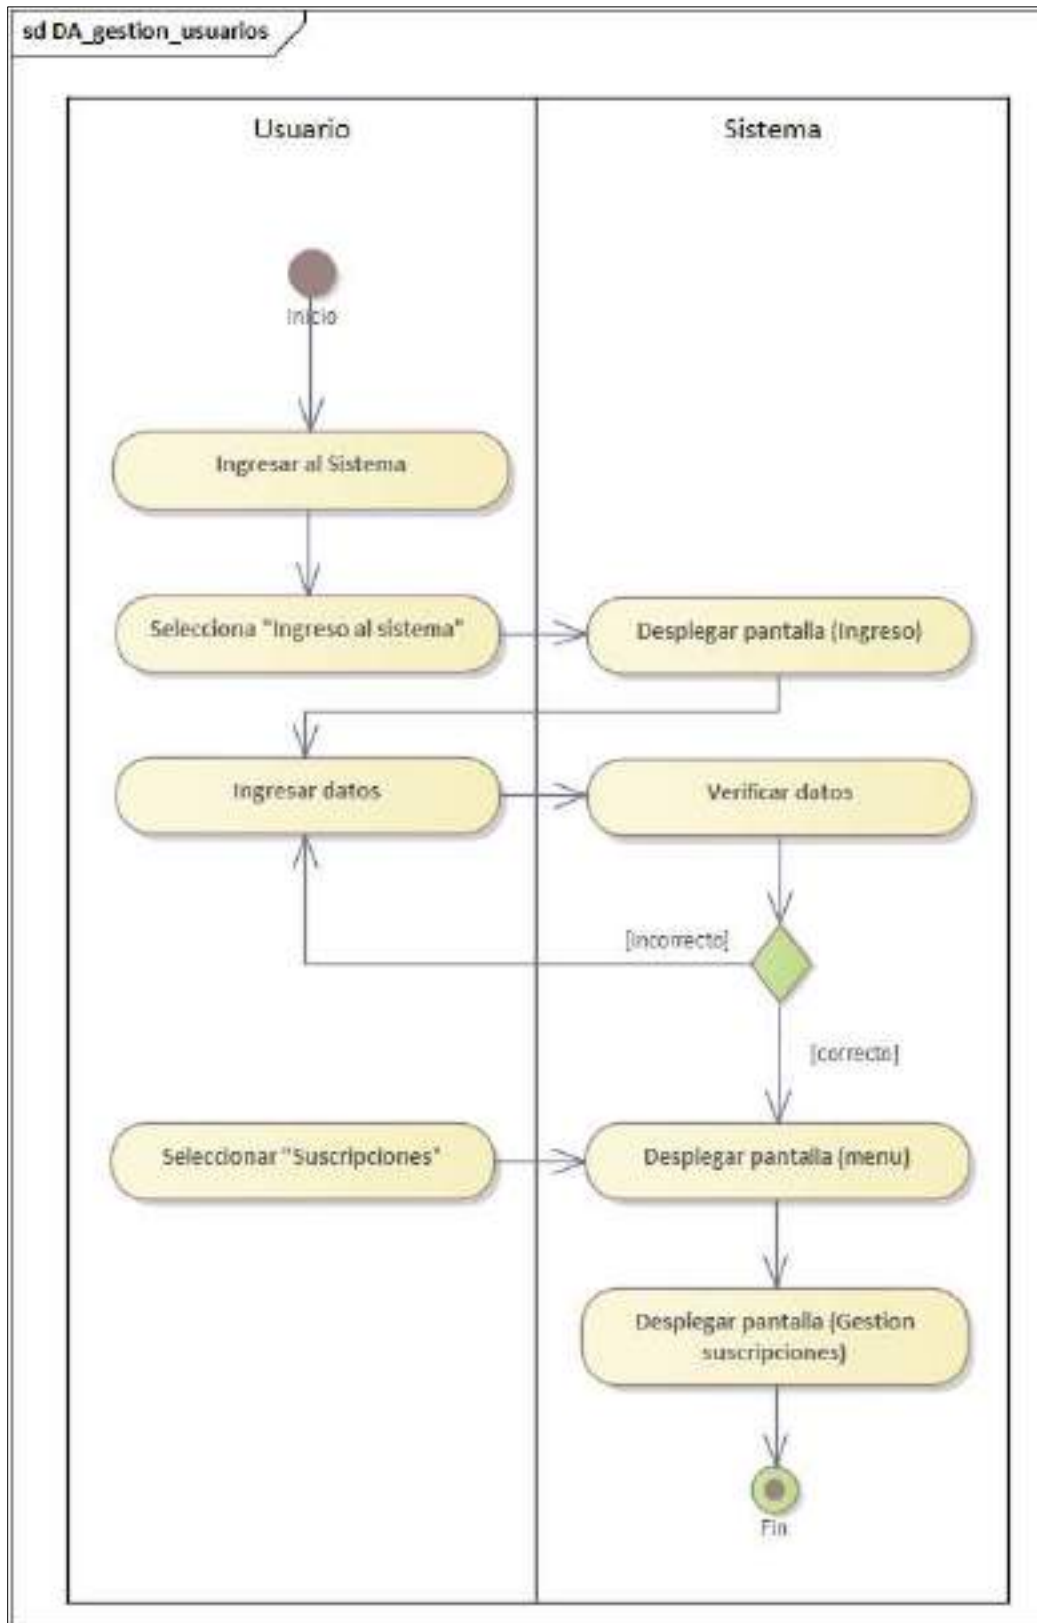 sd DA_gestion_usuarios
Usuario
Sistema
Inicio
Ingresar al Sistema
Selecciona "Ingreso al sistema"
Desplegar pantalla (Ingreso)
Ingresar datos
Verificar datos
[incorrecto]
[correcto]
Seleccionar "Suscripciones"
Desplegar pantalla (menu)
Desplegar pantalla (Gestion
suscripciones)
Fin